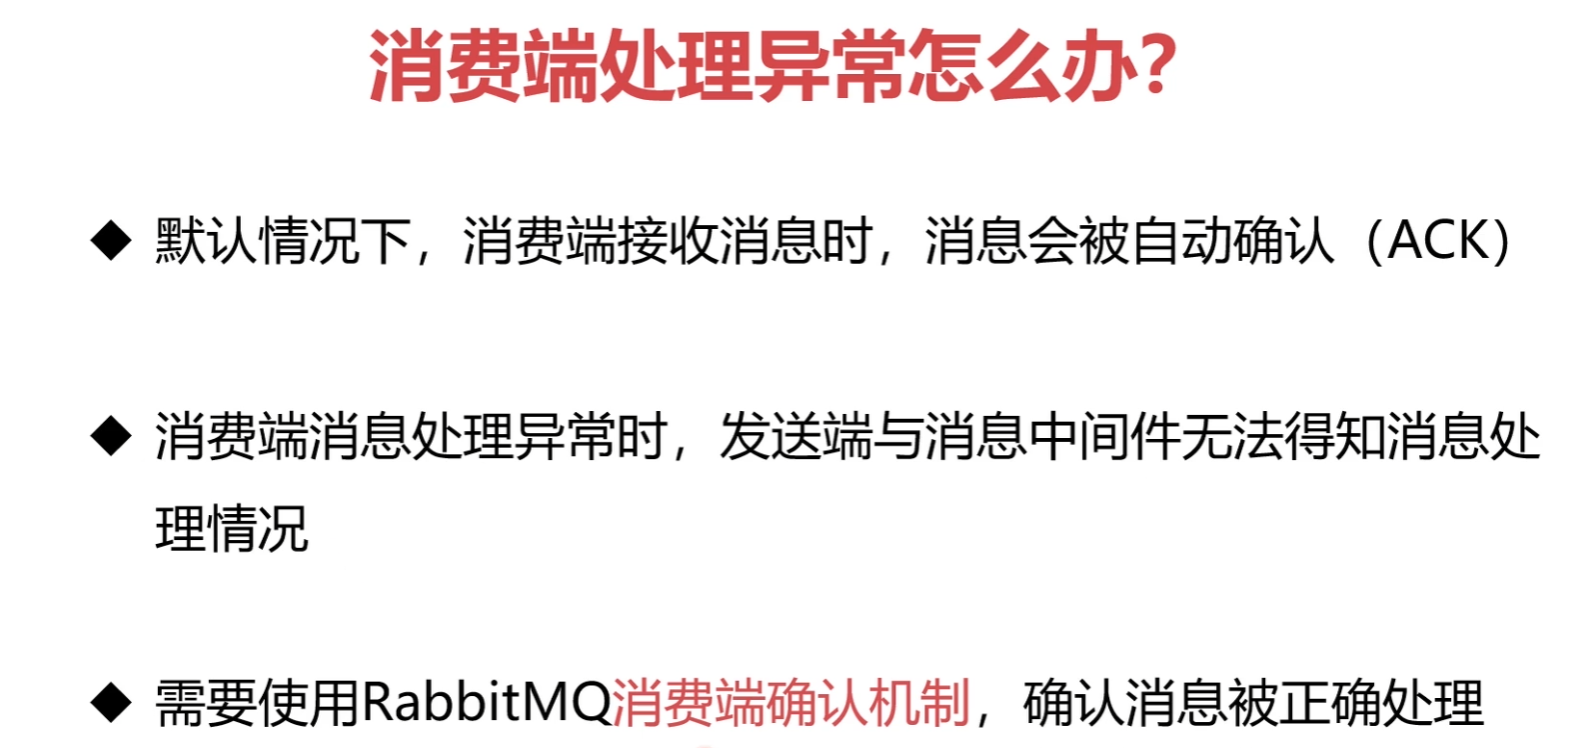 消费端处理异常怎么办？
◆ 默认情况下，消费端接收消息时，消息会被自动确认（ACK）
◆ 消费端消息处理异常时，发送端与消息中间件无法得知消息处
理情况
◆ 需要使用RabbitMQ消费端确认机制，确认消息被正确处理